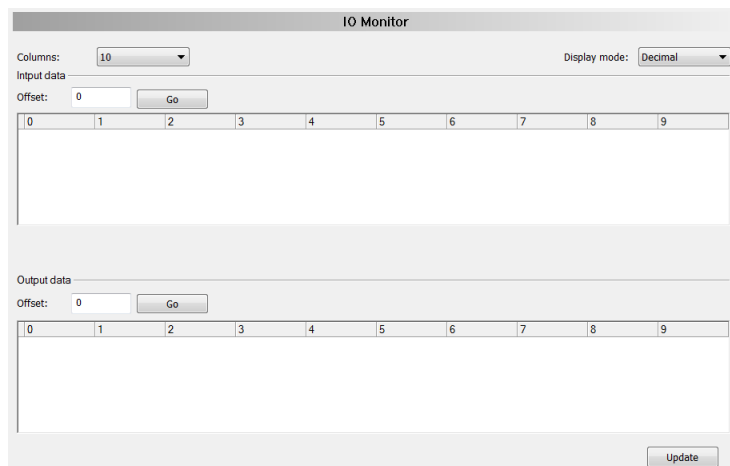 IO Monitor
Columns: 10 Display mode: Decimal
Intput data
Offset: 0 Go
0 1 2 3 4 5 6 7 8 9
Output data
Offset: 0 Go
0 1 2 3 4 5 6 7 8 9
Update